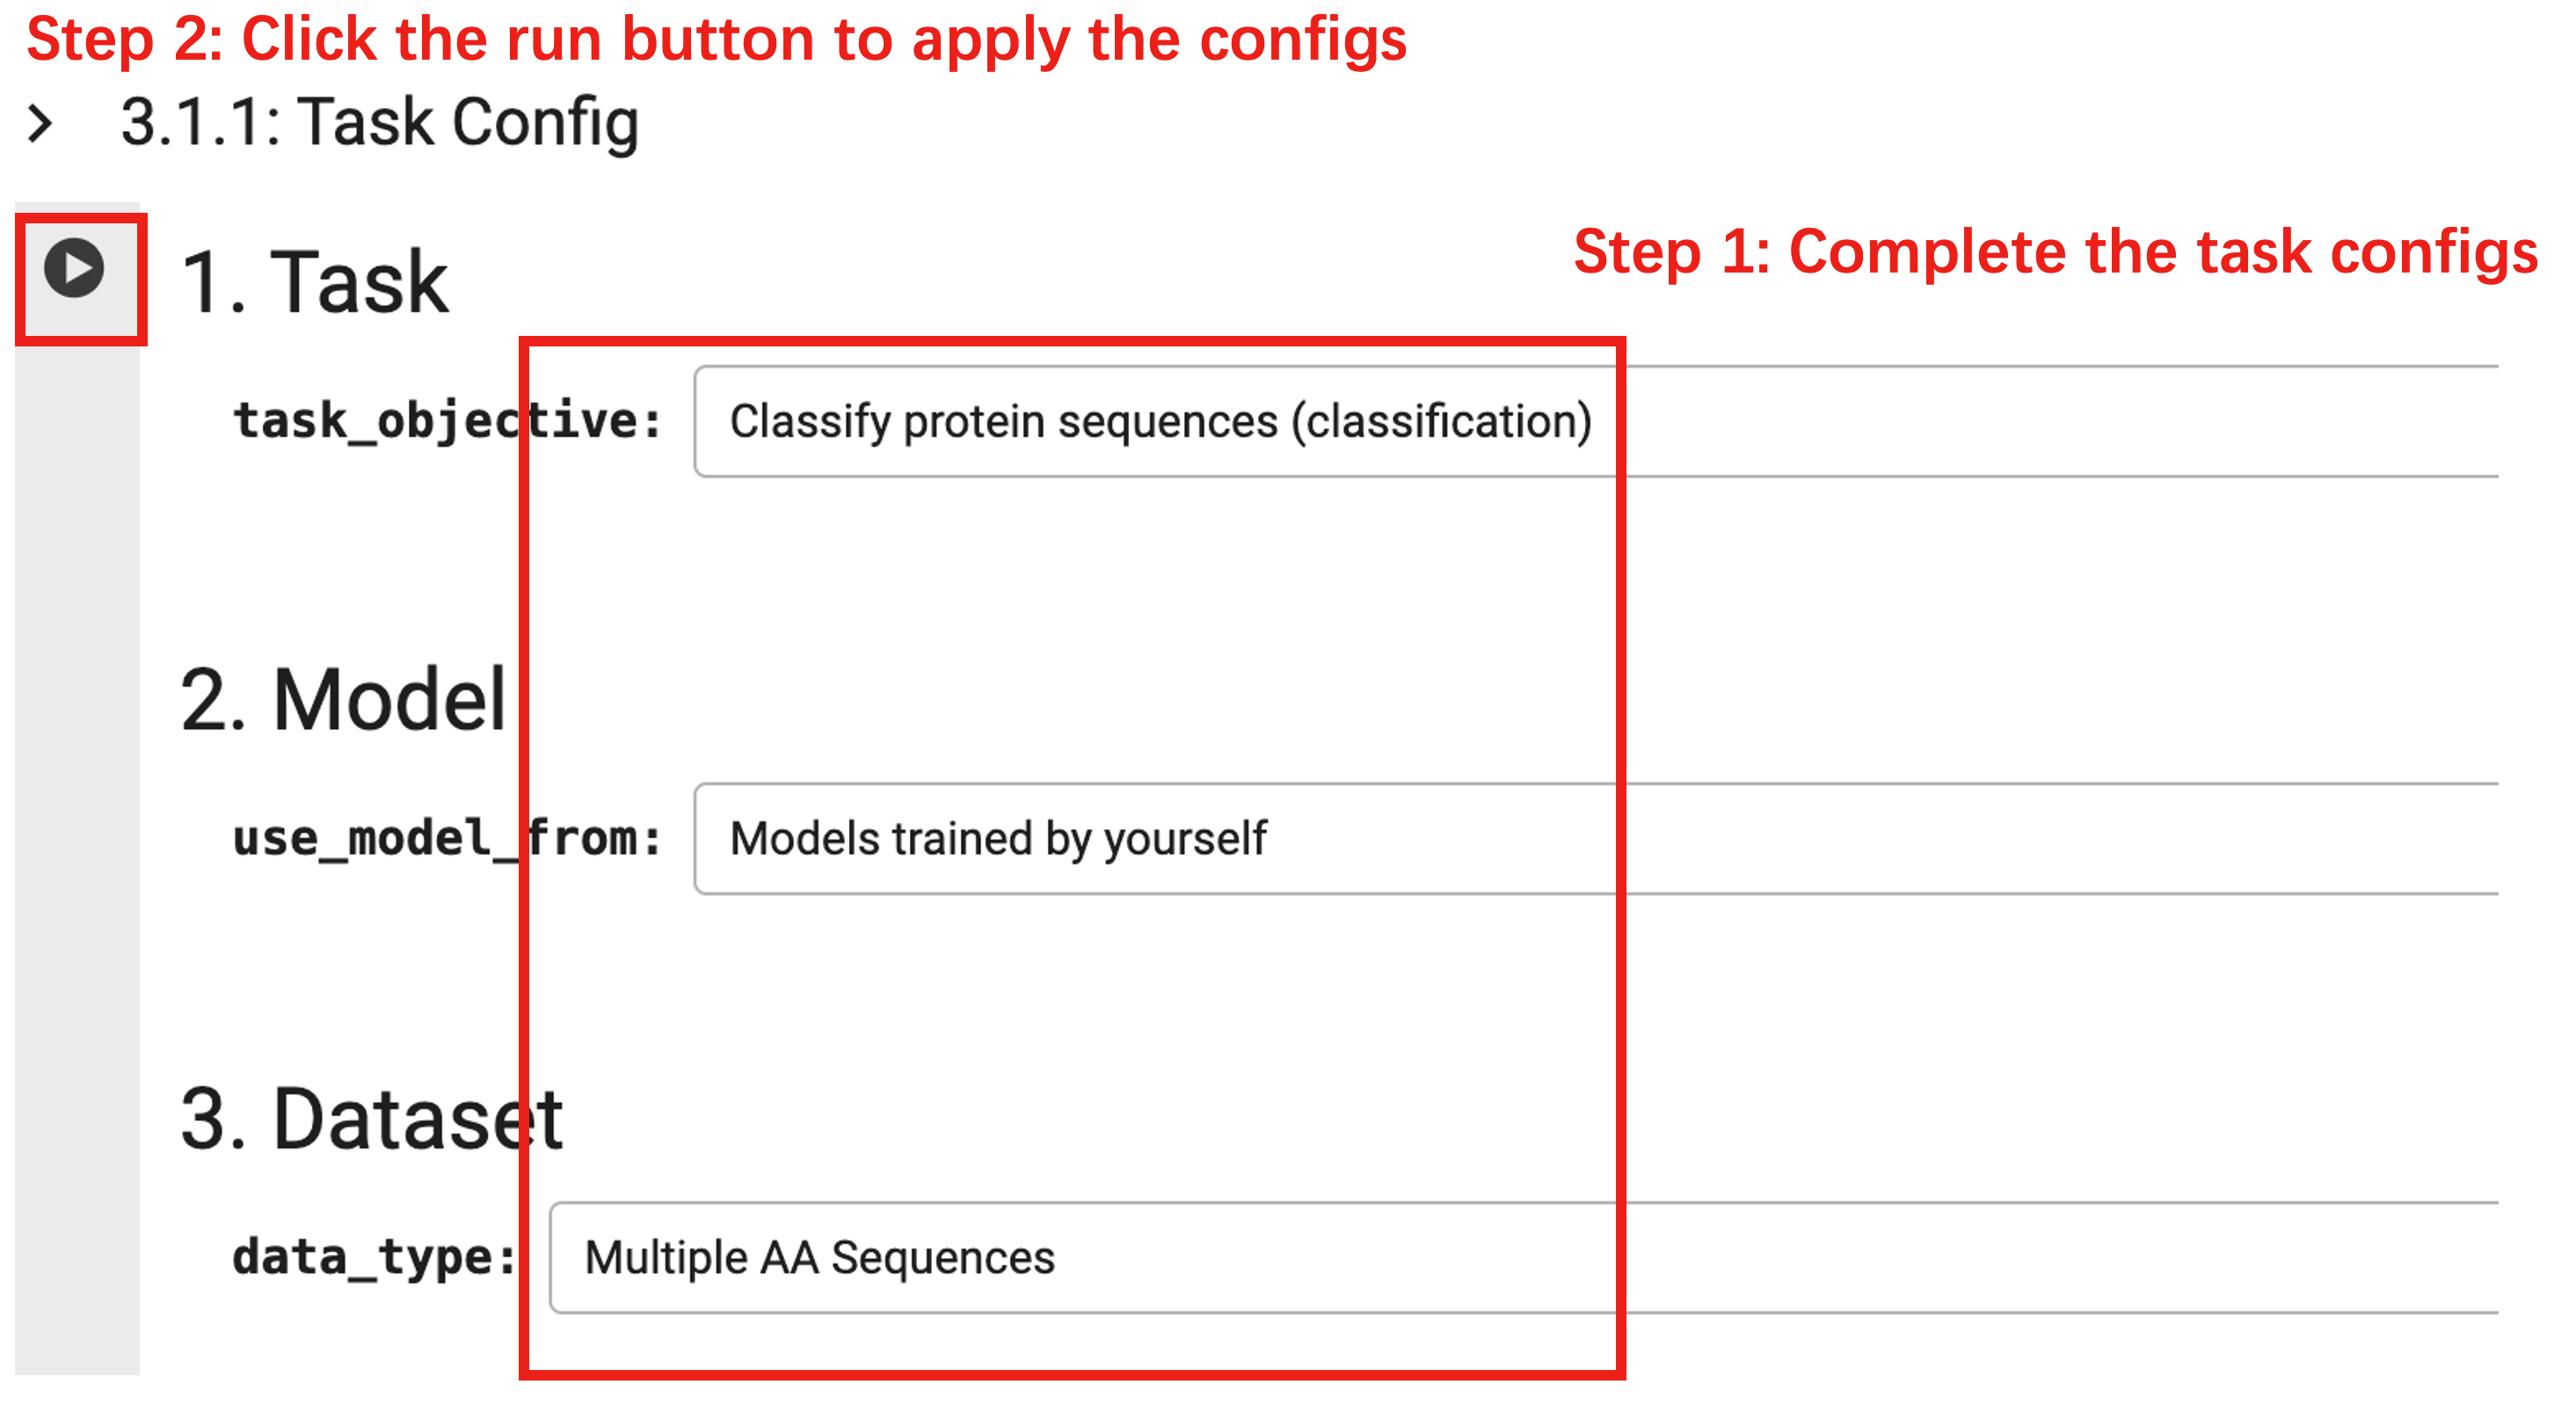 Step 2: Click the run button to apply the configs
3.1.1: Task Config
1. Task
Step 1: Complete the task configs
task_objective: Classify protein sequences (classification)
2. Model
use_model_from: Models trained by yourself
3. Dataset
data_type: Multiple AA Sequences